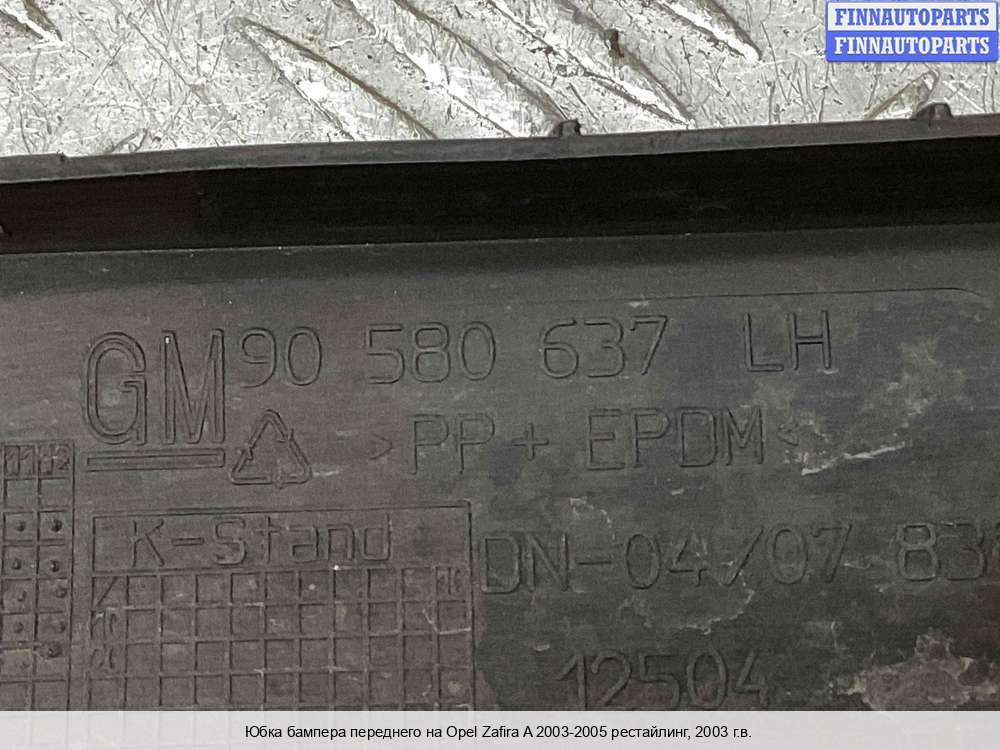 FINNAUTOPARTS
FINNAUTOPARTS
GM 90 580 637 LH
>PP+EPDM<
K-Stand
DN-04/07
12504
Юбка бампера переднего на Opel Zafira A 2003-2005 рестайлинг, 2003 г.в.